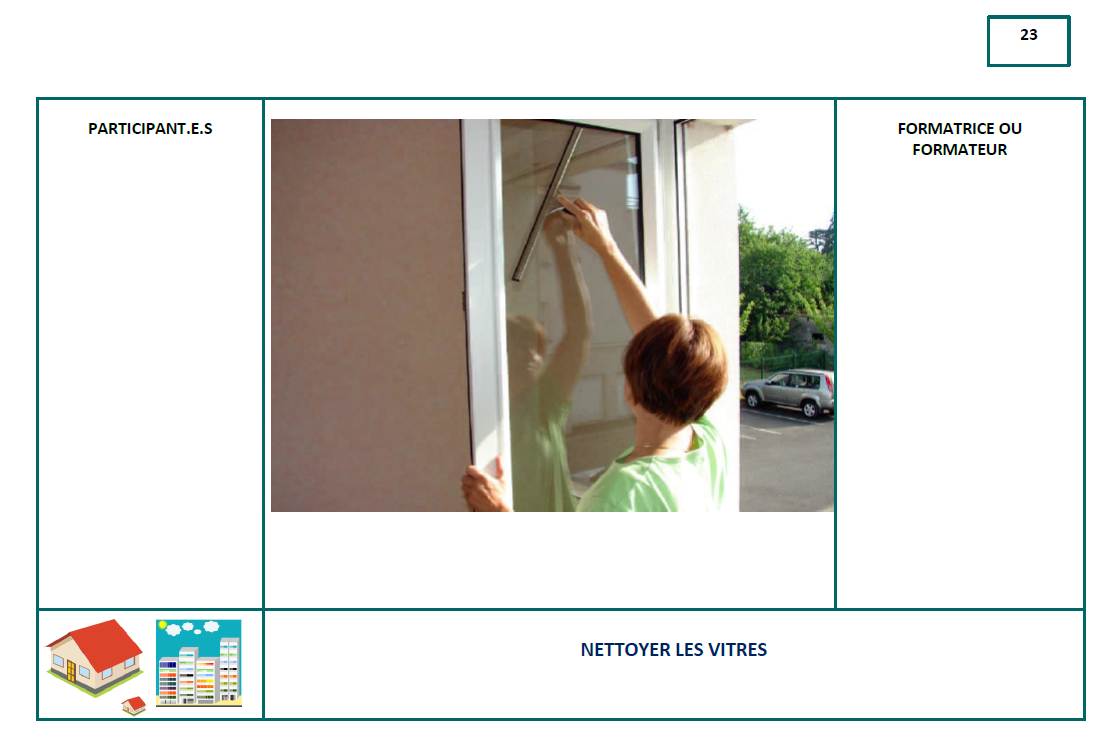 23
PARTICIPANT.E.S
FORMATRICE OU
FORMATEUR
NETTOYER LES VITRES